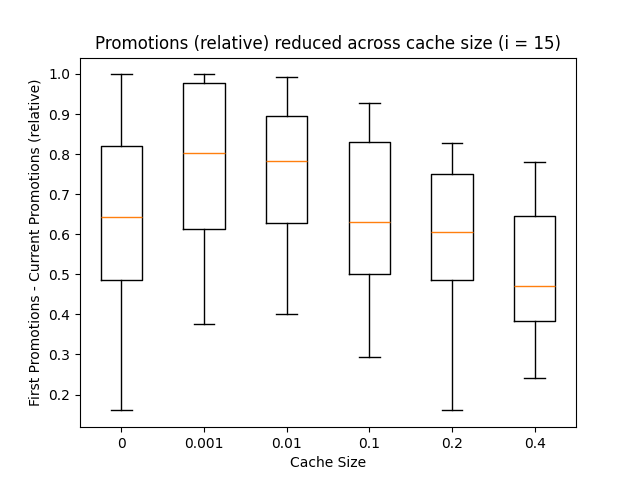 Promotions (relative) reduced across cache size (i = 15)
First Promotions - Current Promotions (relative)
1.0
0.9
0.8
0.7
0.6
0.5
0.4
0.3
0.2
0 0.001 0.01 0.1 0.2 0.4
Cache Size